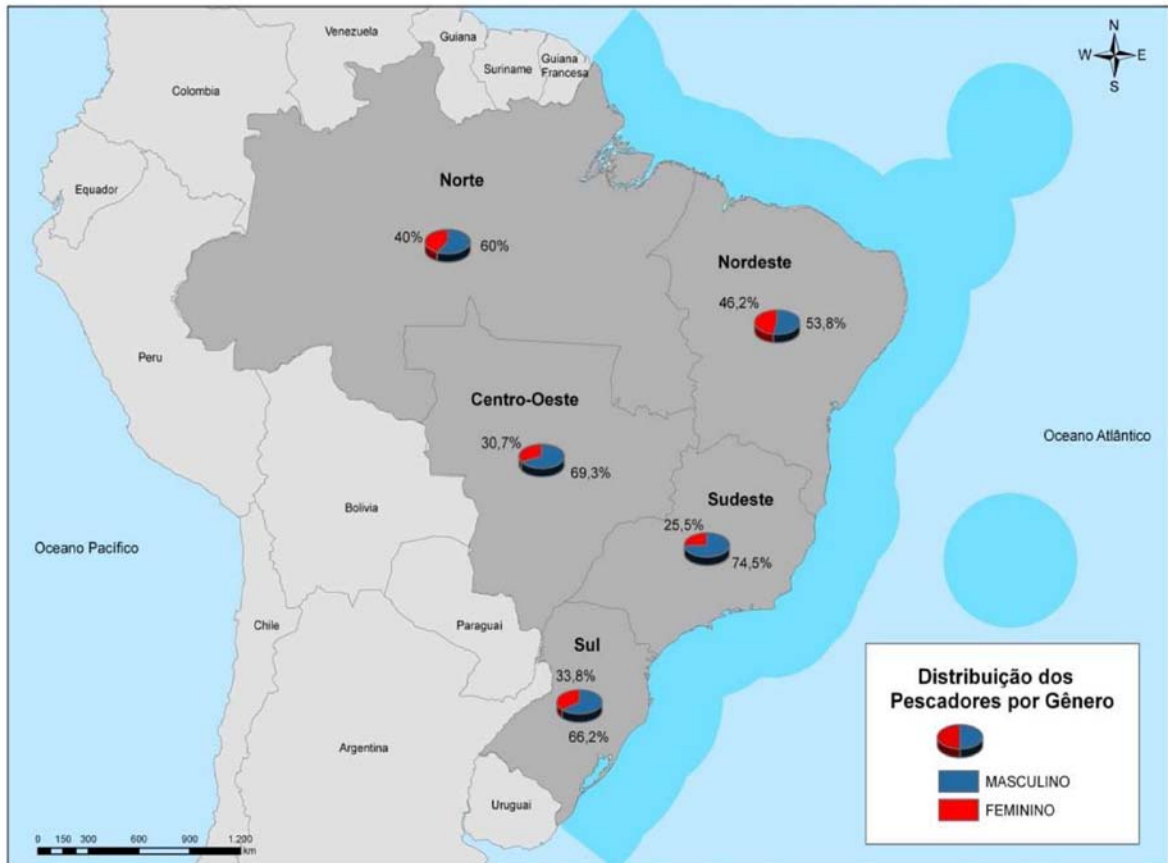 N
W E
S
Venezuela
Guiana
Suriname
Guiana
Francesa
Colombia
Equador
Peru
Norte
40% 60%
Nordeste
46,2%
53,8%
Centro-Oeste
30,7%
69,3%
Oceano Atlântico
Sudeste
25,5%
74,5%
Bolivia
Oceano Pacífico
Chile
Paraguai
Sul
33,8%
66,2%
Argentina
Uruguai
Distribuição dos
Pescadores por Gênero
MASCULINO
FEMININO
0 150 300 600 900 1.200
km